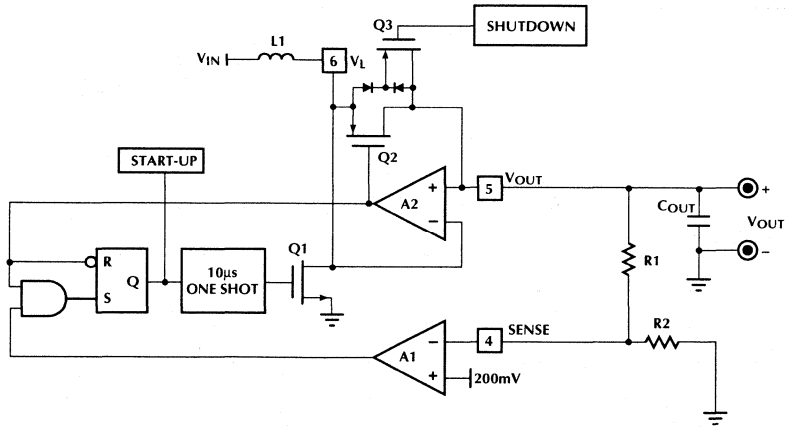 Q3
SHUTDOWN
L1
VIN
6
VL
Q2
START-UP
A2
+
−
5
VOUT
+
COUT
VOUT
−
R
Q
S
10µs
ONE SHOT
Q1
R1
A1
−
+
4
SENSE
200mV
R2